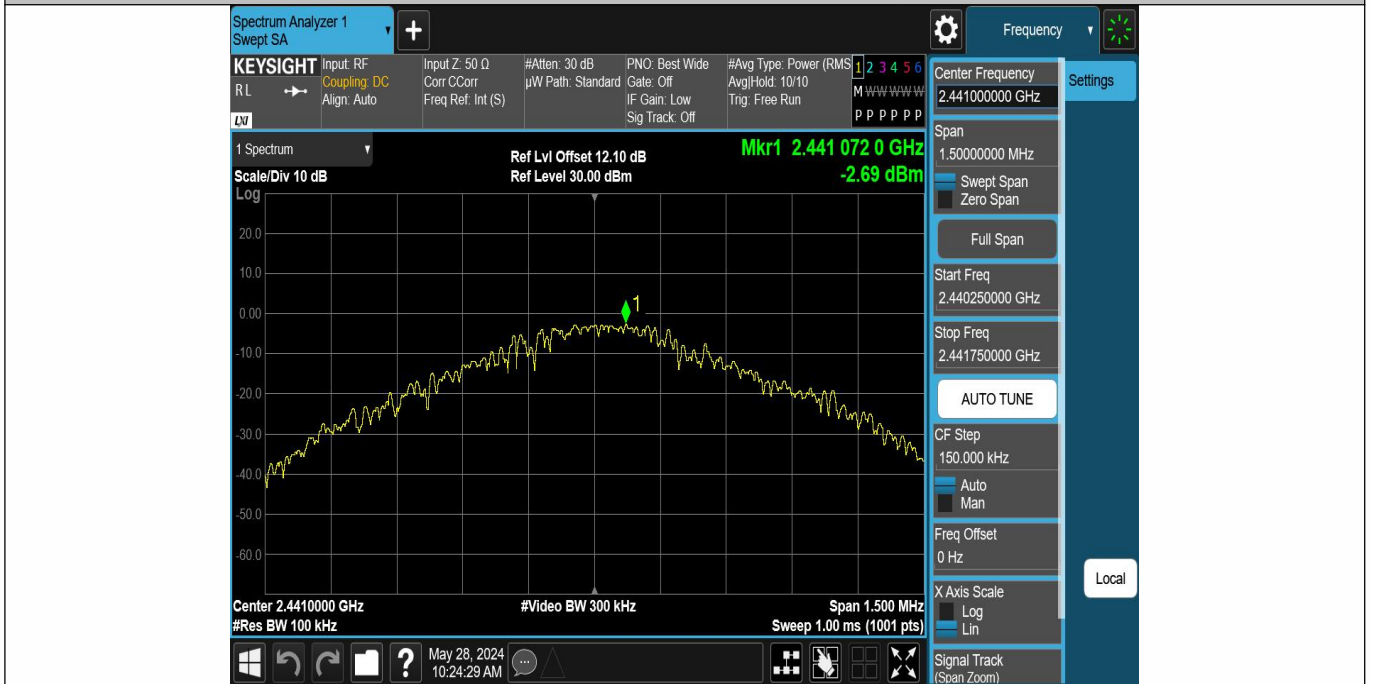 Spectrum Analyzer 1
Swept SA
+
Frequency
KEYSIGHT
RL
LXI
Input: RF
Coupling: DC
Align: Auto
Input Z: 50 Ω
Corr CCorr
Freq Ref: Int (S)
#Atten: 30 dB
µW Path: Standard
PNO: Best Wide
Gate: Off
IF Gain: Low
Sig Track: Off
#Avg Type: Power (RMS
Avg|Hold: 10/10
Trig: Free Run
1 2 3 4 5 6
M W W W W W
P P P P P P
1 Spectrum
Scale/Div 10 dB
Log
Ref Lvl Offset 12.10 dB
Ref Level 30.00 dBm
Mkr1 2.441 072 0 GHz
-2.69 dBm
20.0
10.0
0.00
-10.0
-20.0
-30.0
-40.0
-50.0
-60.0
1
Center 2.4410000 GHz
#Res BW 100 kHz
#Video BW 300 kHz
Span 1.500 MHz
Sweep 1.00 ms (1001 pts)
?
May 28, 2024
10:24:29 AM
Center Frequency
2.441000000 GHz
Settings
Span
1.50000000 MHz
Swept Span
Zero Span
Full Span
Start Freq
2.440250000 GHz
Stop Freq
2.441750000 GHz
AUTO TUNE
CF Step
150.000 kHz
Auto
Man
Freq Offset
0 Hz
X Axis Scale
Log
Lin
Signal Track
(Span Zoom)
Local